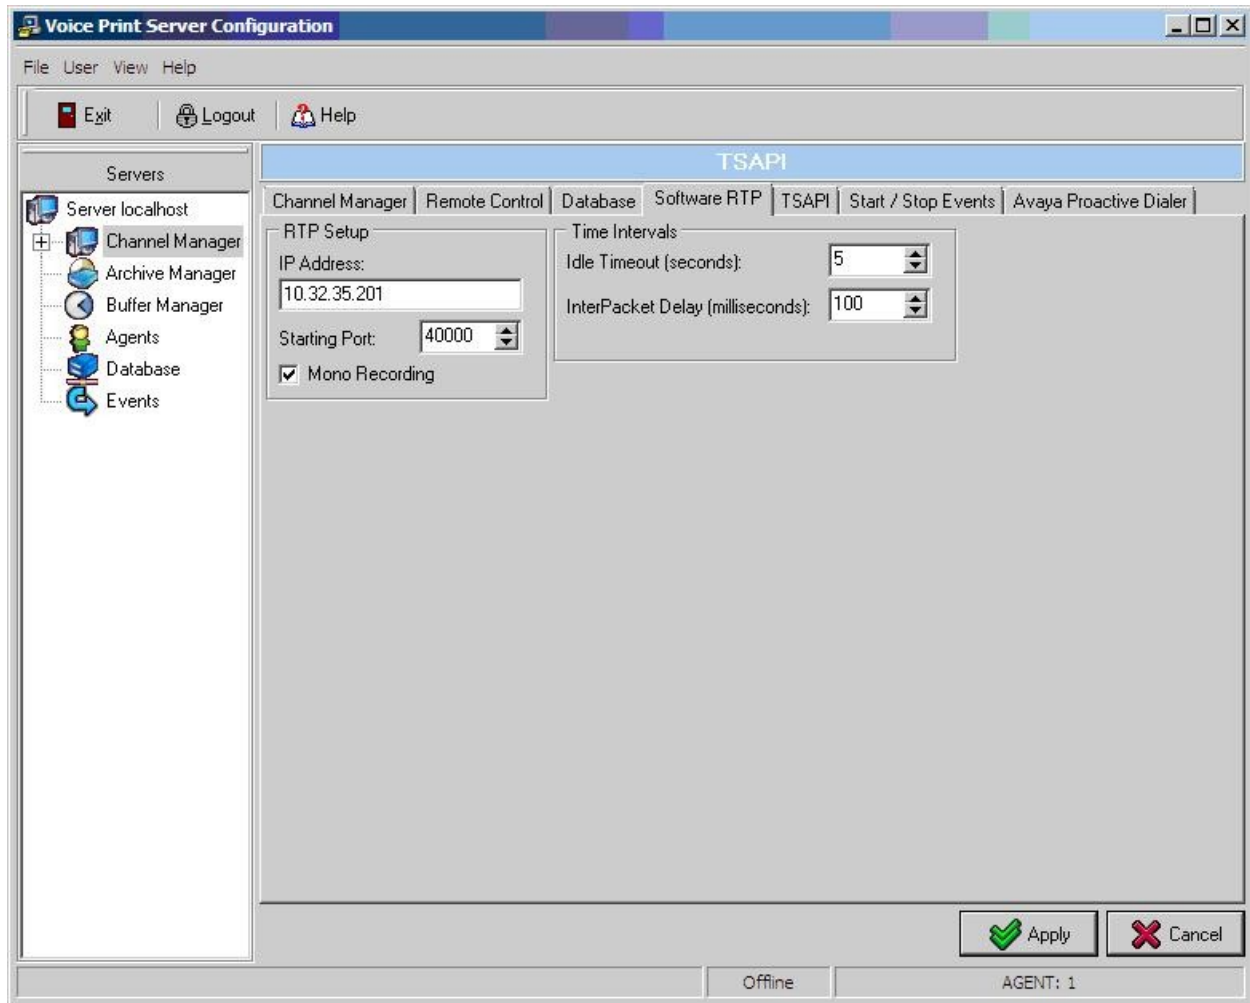 Voice Print Server Configuration
File User View Help
Exit Logout Help
Servers
Server localhost
Channel Manager
Archive Manager
Buffer Manager
Agents
Database
Events
TSAPI
Channel Manager Remote Control Database Software RTP TSAPI Start / Stop Events Avaya Proactive Dialer
RTP Setup
IP Address:
10.32.35.201
Starting Port: 40000
Mono Recording
Time Intervals
Idle Timeout (seconds): 5
InterPacket Delay (milliseconds): 100
Apply Cancel
Offline AGENT: 1